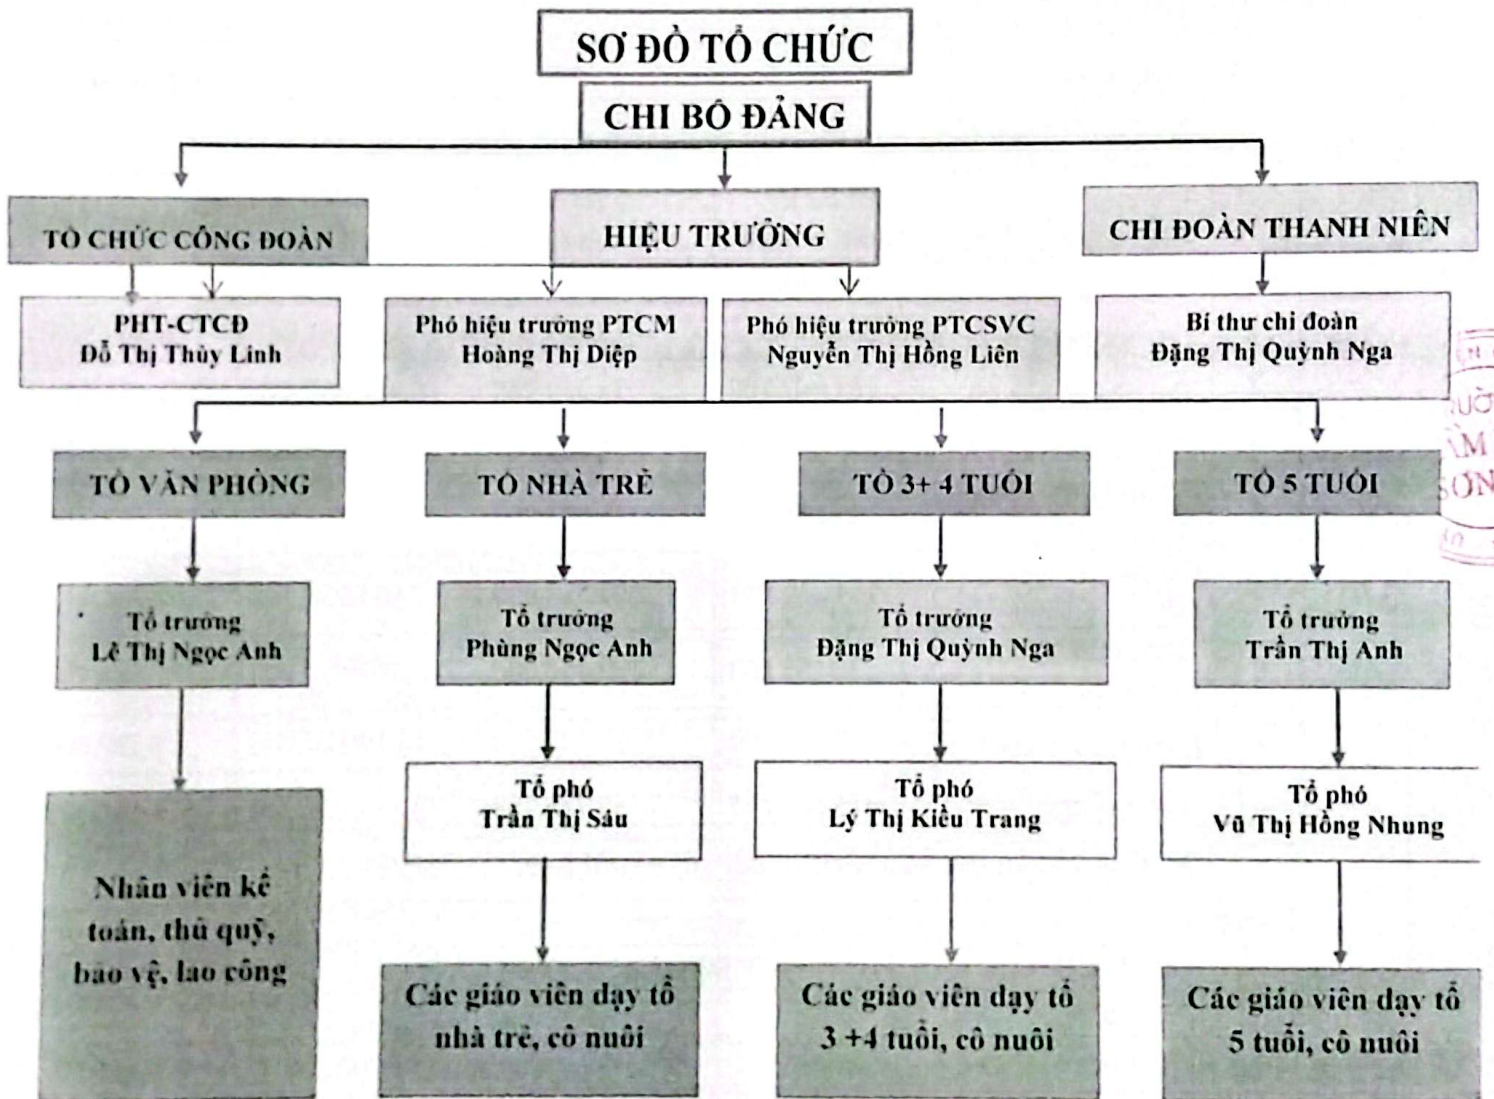 SƠ ĐỒ TỔ CHỨC
CHI BỘ ĐẢNG
TỔ CHỨC CÔNG ĐOÀN
HIỆU TRƯỞNG
CHI ĐOÀN THANH NIÊN
PHT-CTCĐ
Đỗ Thị Thùy Linh
Phó hiệu trưởng PTCM
Hoàng Thị Diệp
Phó hiệu trưởng PTCSVC
Nguyễn Thị Hồng Liên
Bí thư chi đoàn
Đặng Thị Quỳnh Nga
TỔ VĂN PHÒNG
TỔ NHÀ TRẺ
TỔ 3+ 4 TUỔI
TỔ 5 TUỔI
Tổ trưởng
Lê Thị Ngọc Anh
Tổ trưởng
Phùng Ngọc Anh
Tổ trưởng
Đặng Thị Quỳnh Nga
Tổ trưởng
Trần Thị Anh
Tổ phó
Trần Thị Sáu
Tổ phó
Lý Thị Kiều Trang
Tổ phó
Vũ Thị Hồng Nhung
Nhân viên kế
toán, thủ quỹ,
bảo vệ, lao công
Các giáo viên dạy tổ
nhà trẻ, cô nuôi
Các giáo viên dạy tổ
3 +4 tuổi, cô nuôi
Các giáo viên dạy tổ
5 tuổi, cô nuôi